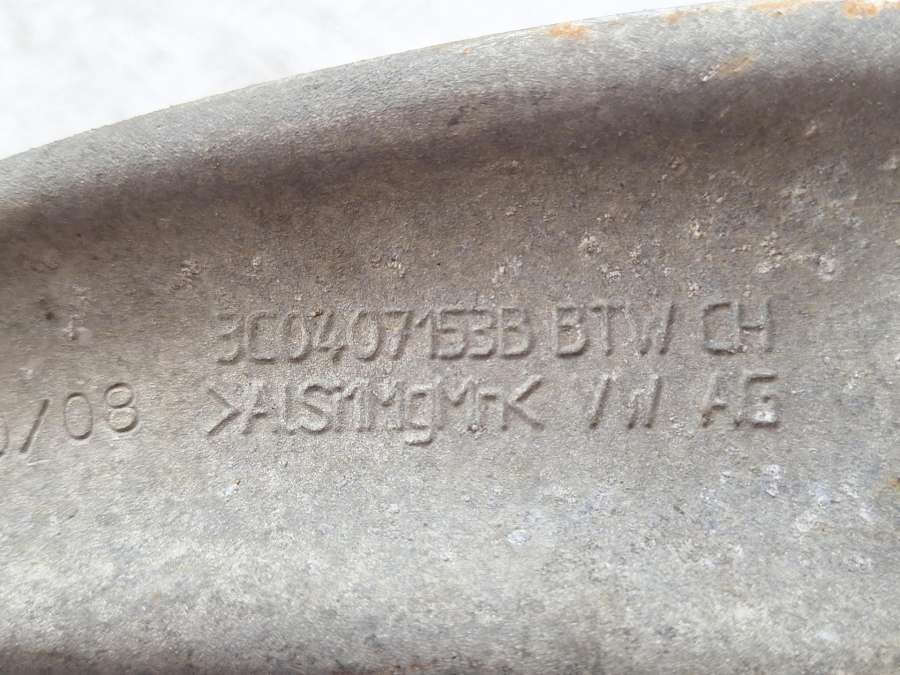 3C0407153B BTW CH
>AlSi1MgMn< VW AG
/08